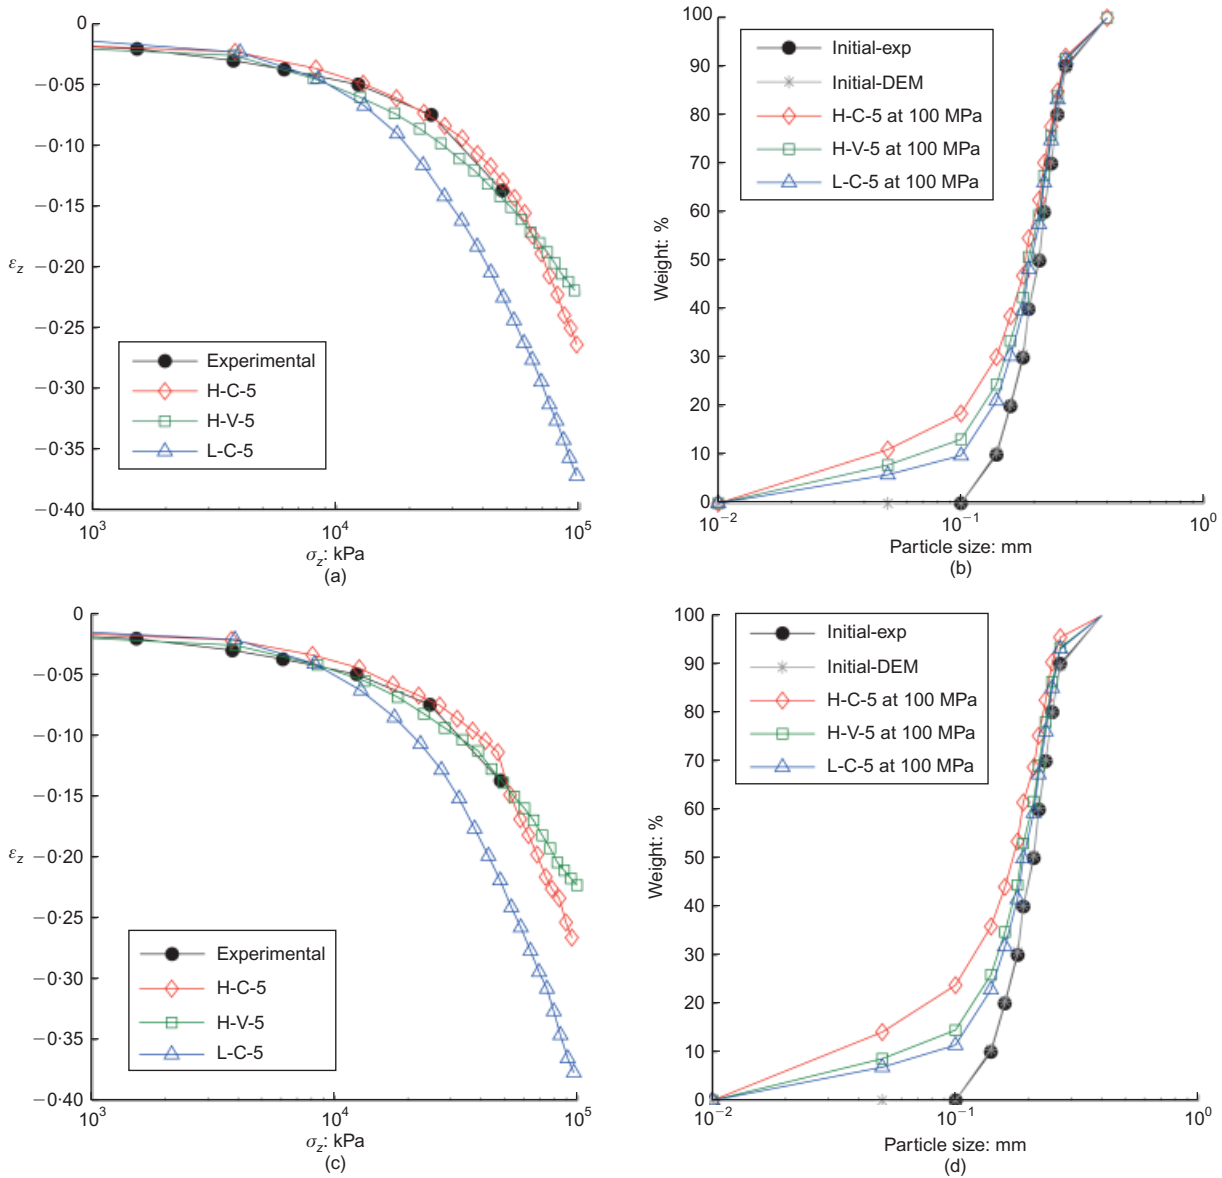 (a)
0
−0·05
−0·10
−0·15
εz −0·20
−0·25
−0·30
−0·35
−0·40
Experimental
H-C-5
H-V-5
L-C-5
10³ 10⁴ 10⁵
σz: kPa
(a)
(b)
100
90
80
70
60
50
40
30
20
10
0
Weight: %
Initial-exp
Initial-DEM
H-C-5 at 100 MPa
H-V-5 at 100 MPa
L-C-5 at 100 MPa
10⁻² 10⁻¹ 10⁰
Particle size: mm
(b)
0
−0·05
−0·10
−0·15
εz −0·20
−0·25
−0·30
−0·35
−0·40
Experimental
H-C-5
H-V-5
L-C-5
10³ 10⁴ 10⁵
σz: kPa
(c)
100
90
80
70
60
50
40
30
20
10
0
Weight: %
Initial-exp
Initial-DEM
H-C-5 at 100 MPa
H-V-5 at 100 MPa
L-C-5 at 100 MPa
10⁻² 10⁻¹ 10⁰
Particle size: mm
(d)